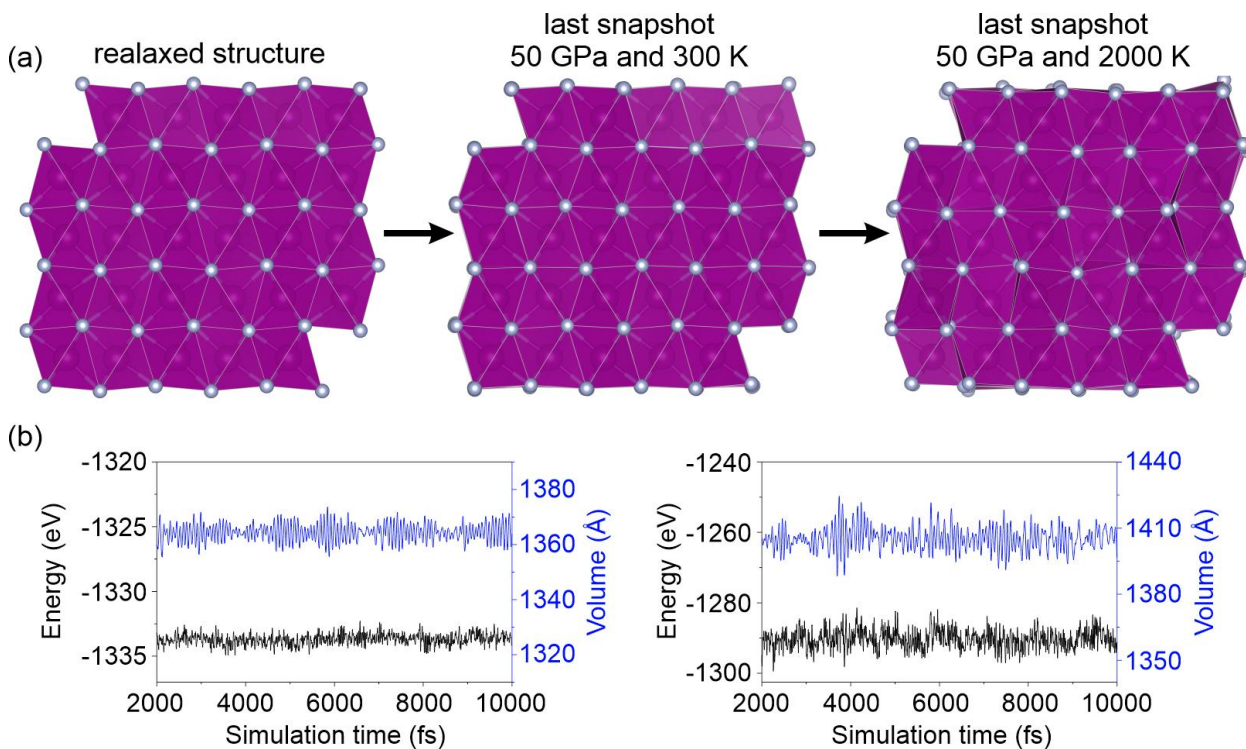 (a)
realaxed structure
last snapshot
50 GPa and 300 K
last snapshot
50 GPa and 2000 K
(b)
-1320
-1325
-1330
-1335
Energy (eV)
1380
1360
1340
1320
Volume (Å)
2000 4000 6000 8000 10000
Simulation time (fs)
-1240
-1260
-1280
-1300
Energy (eV)
1440
1410
1380
1350
Volume (Å)
2000 4000 6000 8000 10000
Simulation time (fs)